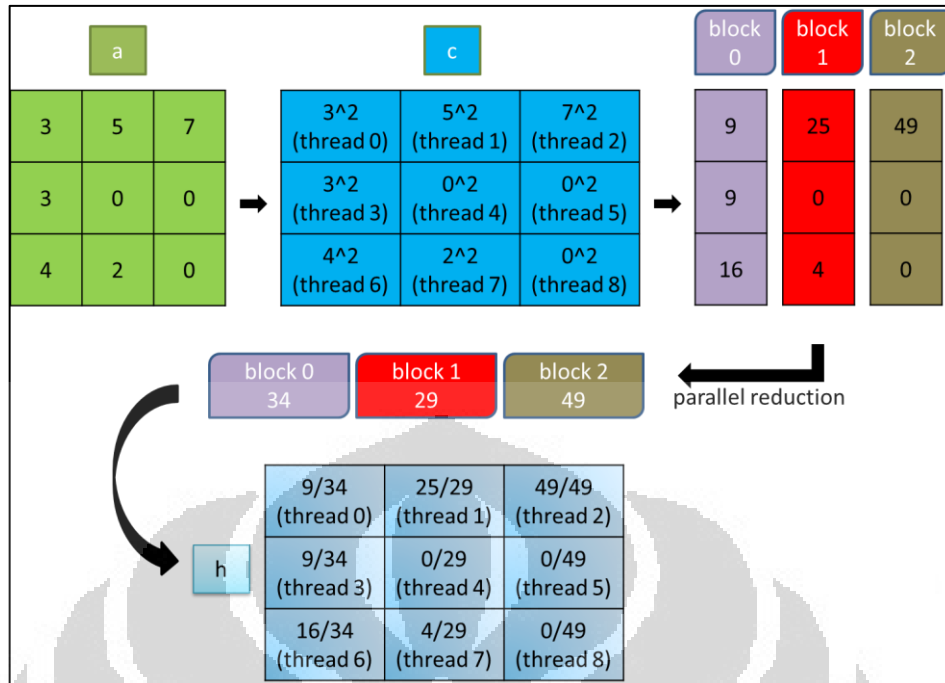 a
c
block 0
block 1
block 2
3 5 7
3 0 0
4 2 0
3^2 (thread 0) 5^2 (thread 1) 7^2 (thread 2)
3^2 (thread 3) 0^2 (thread 4) 0^2 (thread 5)
4^2 (thread 6) 2^2 (thread 7) 0^2 (thread 8)
9 25 49
9 0 0
16 4 0
parallel reduction
block 0 block 1 block 2
34 29 49
h
9/34 25/29 49/49
(thread 0) (thread 1) (thread 2)
9/34 0/29 0/49
(thread 3) (thread 4) (thread 5)
16/34 4/29 0/49
(thread 6) (thread 7) (thread 8)